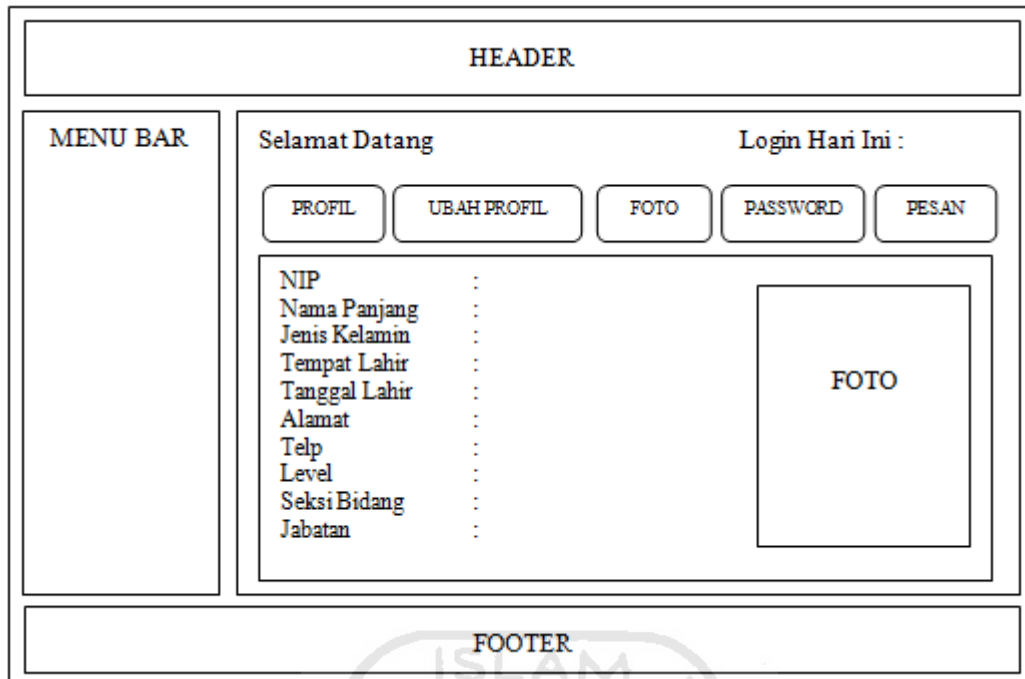 HEADER
MENU BAR
Selamat Datang
Login Hari Ini :
PROFIL
UBAH PROFIL
FOTO
PASSWORD
PESAN
NIP :
Nama Panjang :
Jenis Kelamin :
Tempat Lahir :
Tanggal Lahir :
Alamat :
Telp :
Level :
Seksi Bidang :
Jabatan :
FOTO
FOOTER
ISLAM